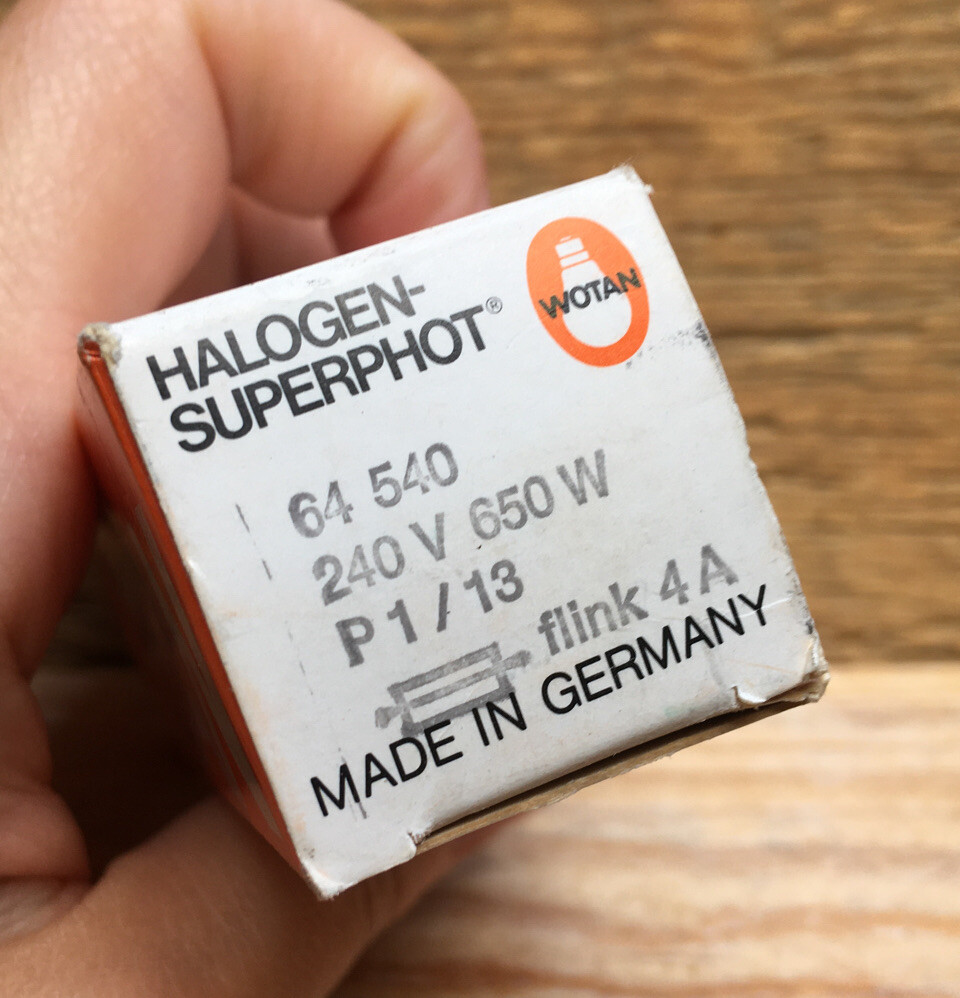 HALOGEN-
SUPERPHOT®
WOTAN
64 540
240 V 650 W
P 1 / 13
flink 4 A
MADE IN GERMANY